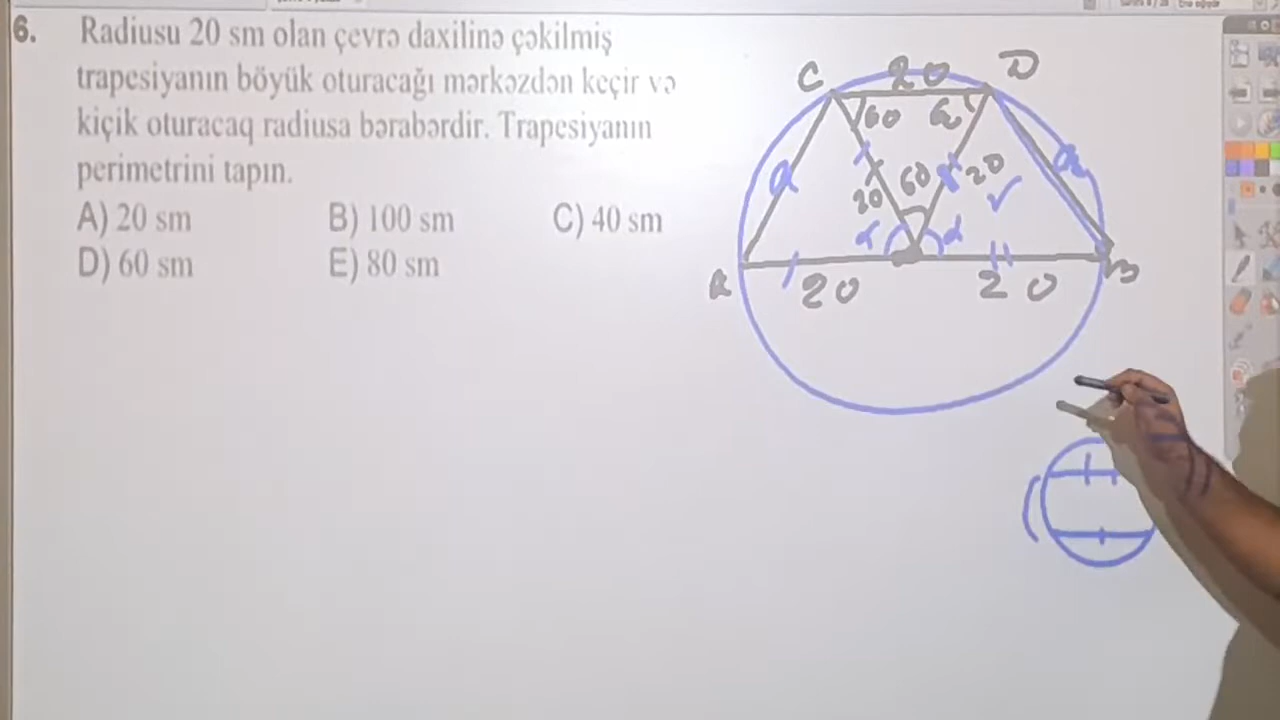 6. Radiusu 20 sm olan çevrə daxilinə çəkilmiş
trapesiyanın böyük oturacağı mərkəzdən keçir və
kiçik oturacaq radiusa bərabərdir. Trapesiyanın
perimetrini tapın.
A) 20 sm B) 100 sm C) 40 sm
D) 60 sm E) 80 sm
C 20 D
60
a 20 60 20 a
α α
A 20 20 B